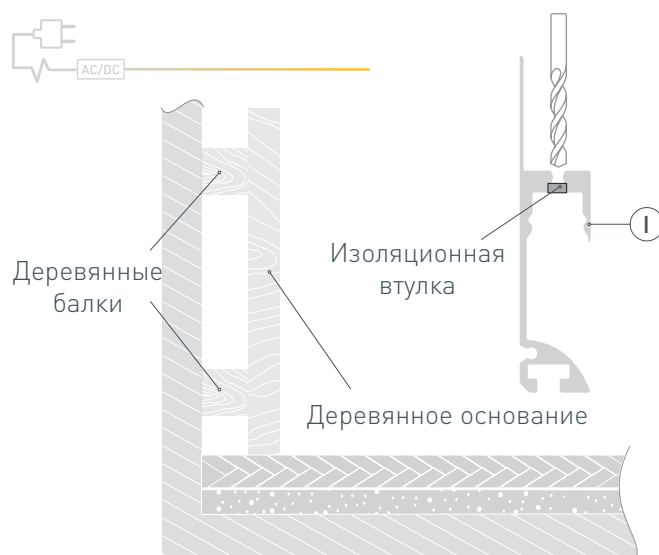 AC/DC
I
Изоляционная
втулка
Деревянные
балки
Деревянное основание